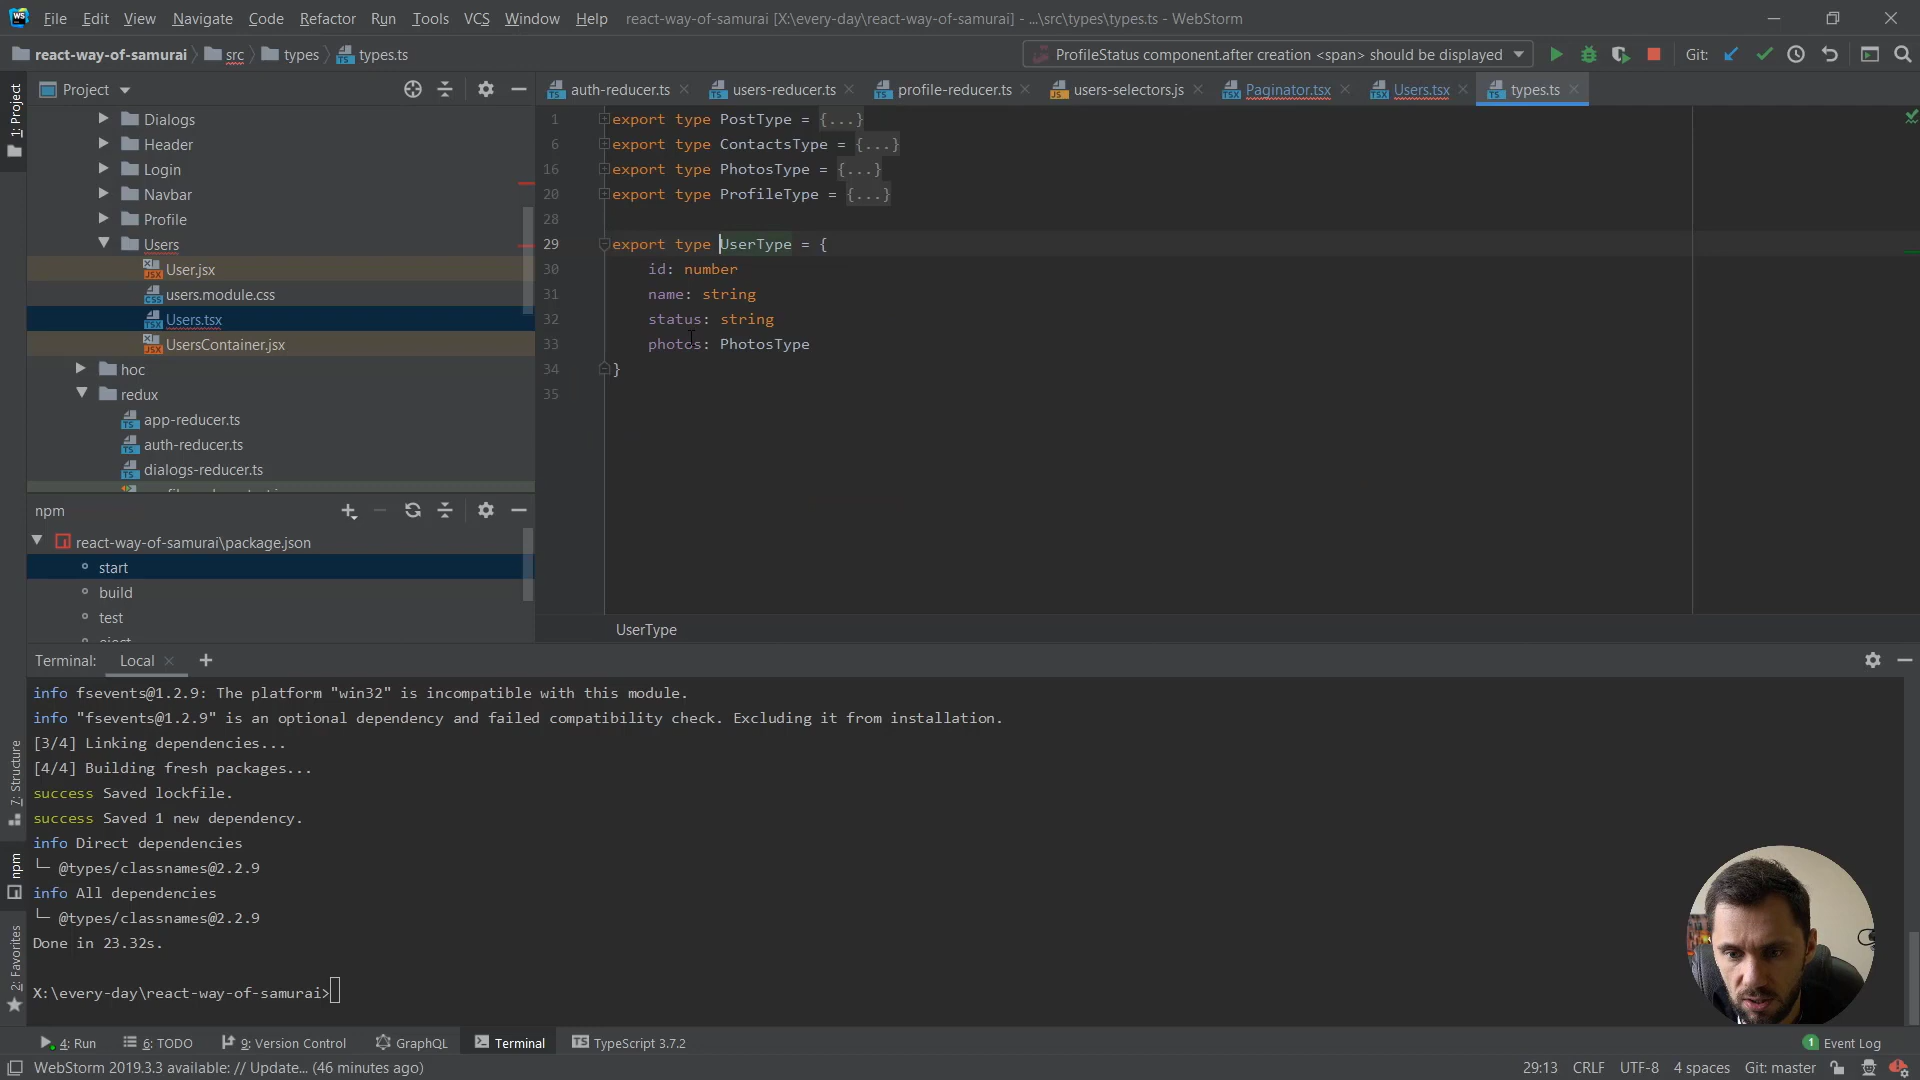 File Edit View Navigate Code Refactor Run Tools VCS Window Help react-way-of-samurai [X:\every-day\react-way-of-samurai] - ...\src\types\types.ts - WebStorm
react-way-of-samurai src types types.ts ProfileStatus component.after creation <span> should be displayed Git:
Project auth-reducer.ts users-reducer.ts profile-reducer.ts users-selectors.js Paginator.tsx Users.tsx types.ts
1: Project
Dialogs
Header
Login
Navbar
Profile
Users
User.jsx
users.module.css
Users.tsx
UsersContainer.jsx
hoc
redux
app-reducer.ts
auth-reducer.ts
dialogs-reducer.ts
1 export type PostType = {...}
6 export type ContactsType = {...}
16 export type PhotosType = {...}
20 export type ProfileType = {...}
28
29 export type UserType = {
30 id: number
31 name: string
32 status: string
33 photos: PhotosType
34 }
35
UserType
npm
react-way-of-samurai\package.json
start
build
test
eject
Terminal: Local
info fsevents@1.2.9: The platform "win32" is incompatible with this module.
info "fsevents@1.2.9" is an optional dependency and failed compatibility check. Excluding it from installation.
[3/4] Linking dependencies...
[4/4] Building fresh packages...
success Saved lockfile.
success Saved 1 new dependency.
info Direct dependencies
└─ @types/classnames@2.2.9
info All dependencies
└─ @types/classnames@2.2.9
Done in 23.32s.
X:\every-day\react-way-of-samurai>
7: Structure
npm
2: Favorites
4: Run 6: TODO 9: Version Control GraphQL Terminal TypeScript 3.7.2 1 Event Log
WebStorm 2019.3.3 available: // Update... (46 minutes ago) 29:13 CRLF UTF-8 4 spaces Git: master